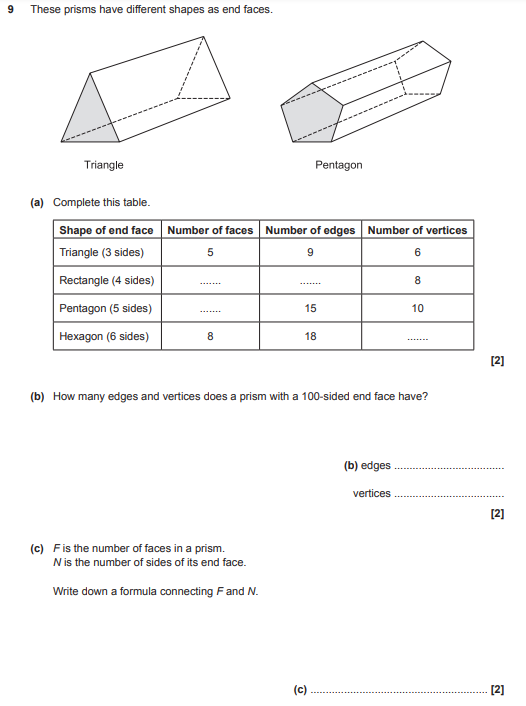 9 These prisms have different shapes as end faces.
Triangle
Pentagon
(a) Complete this table.
Shape of end face Number of faces Number of edges Number of vertices
Triangle (3 sides) 5 9 6
Rectangle (4 sides) ....... ....... 8
Pentagon (5 sides) ....... 15 10
Hexagon (6 sides) 8 18 .......
[2]
(b) How many edges and vertices does a prism with a 100-sided end face have?
(b) edges ....................................
vertices ....................................
[2]
(c) F is the number of faces in a prism.
N is the number of sides of its end face.
Write down a formula connecting F and N.
(c) .......................................................... [2]